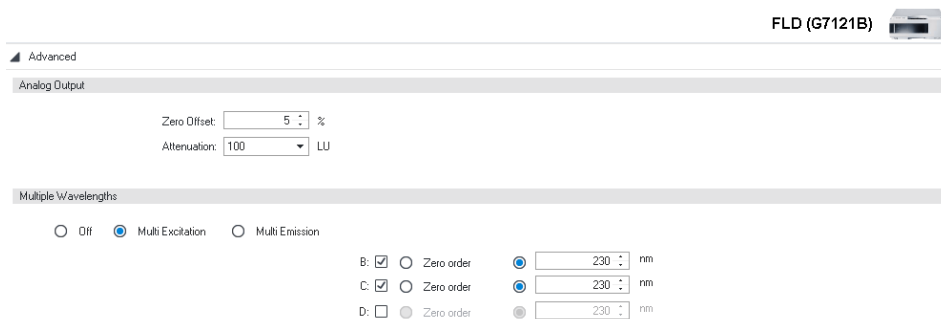 FLD (G7121B)
Advanced
Analog Output
Zero Offset: 5 %
Attenuation: 100 LU
Multiple Wavelengths
Off Multi Excitation Multi Emission
B: Zero order 230 nm
C: Zero order 230 nm
D: Zero order 230 nm